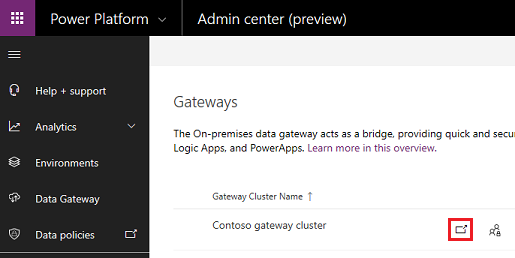 Power Platform
Admin center (preview)
Help + support
Analytics
Environments
Data Gateway
Data policies
Gateways
The On-premises data gateway acts as a bridge, providing quick and secu
Logic Apps, and PowerApps. Learn more in this overview.
Gateway Cluster Name ↑
Contoso gateway cluster